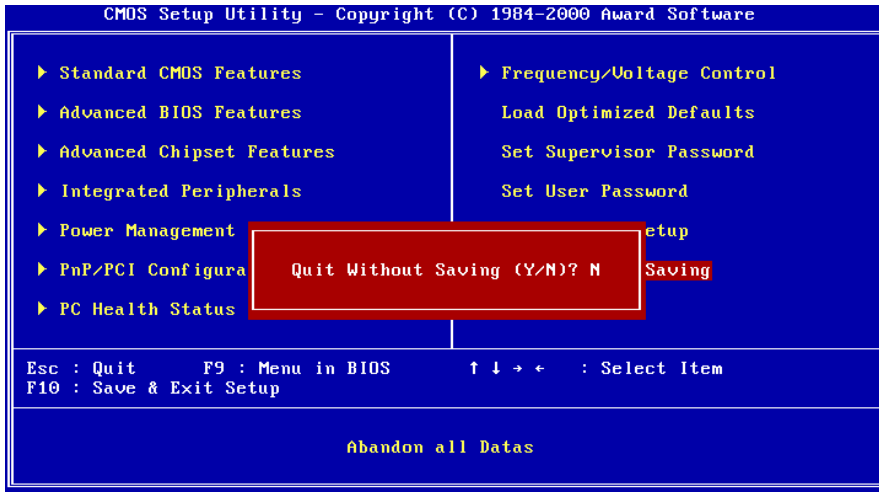 CMOS Setup Utility - Copyright (C) 1984-2000 Award Software
Standard CMOS Features
Advanced BIOS Features
Advanced Chipset Features
Integrated Peripherals
Power Management
PnP/PCI Configura
PC Health Status
Frequency/Voltage Control
Load Optimized Defaults
Set Supervisor Password
Set User Password
etup
Saving
Quit Without Saving (Y/N)? N
Esc : Quit F9 : Menu in BIOS ↑ ↓ → ← : Select Item
F10 : Save & Exit Setup
Abandon all Datas